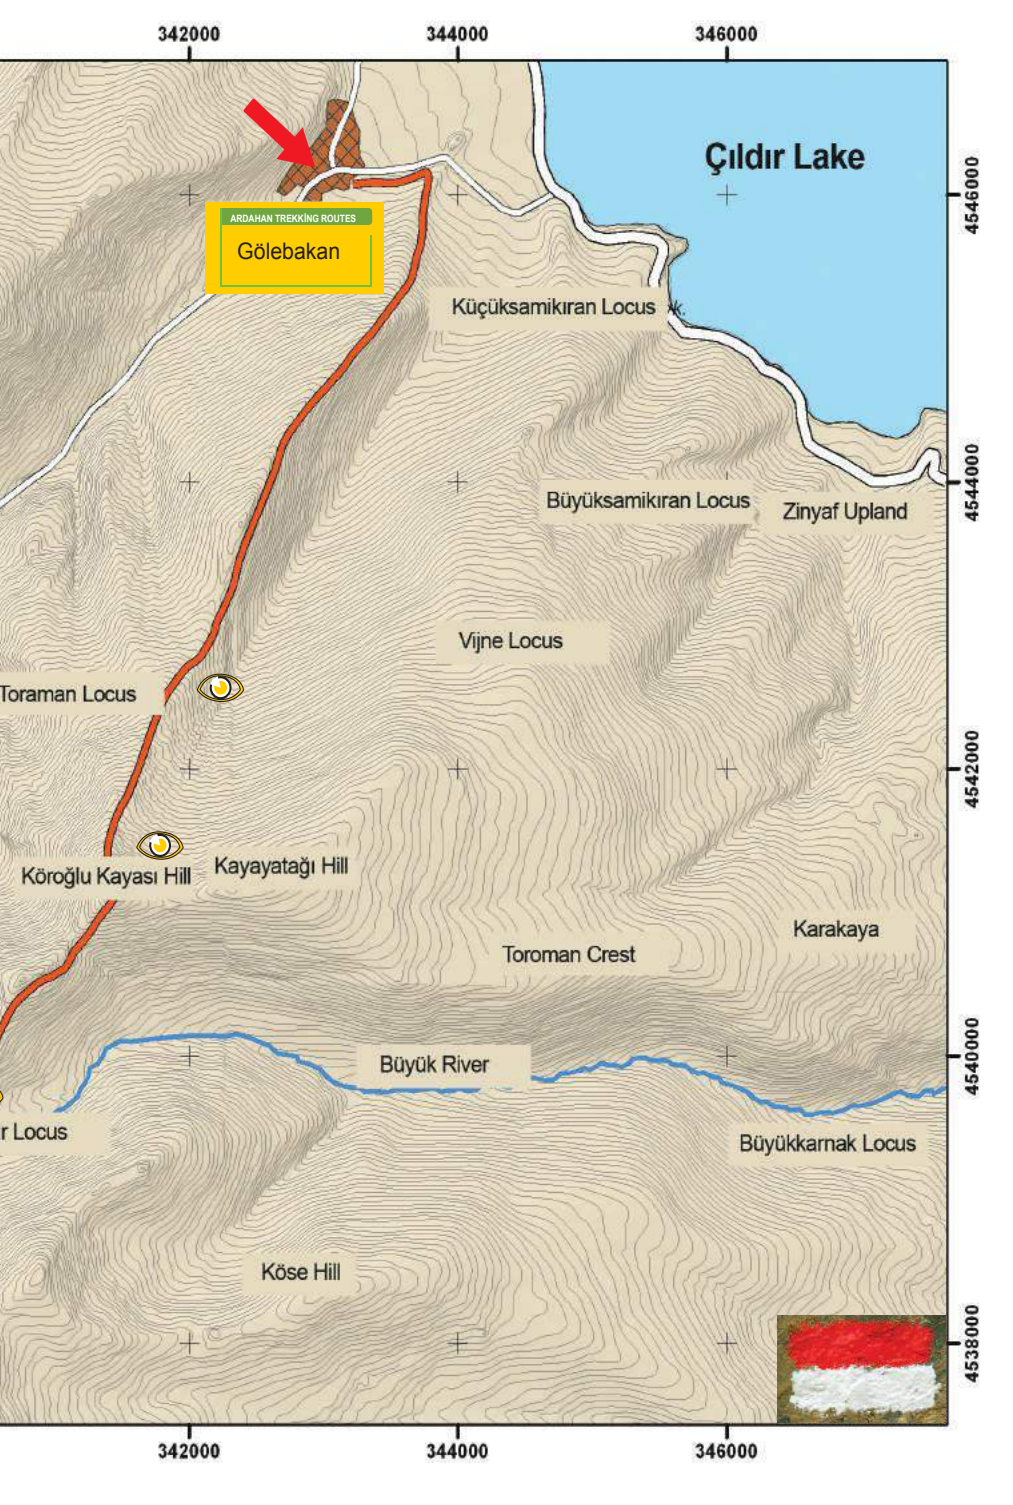 342000
344000
346000
Çıldır Lake
4546000
ARDAHAN TREKKİNG ROUTES
Gölebakan
Küçüksamikıran Locus
k.
4544000
Büyüksamikıran Locus
Zinyaf Upland
Vijne Locus
Toraman Locus
4542000
Köroğlu Kayası Hill
Kayayatağı Hill
Karakaya
Toroman Crest
4540000
Büyük River
r Locus
Büyükkarnak Locus
Köse Hill
4538000
342000
344000
346000